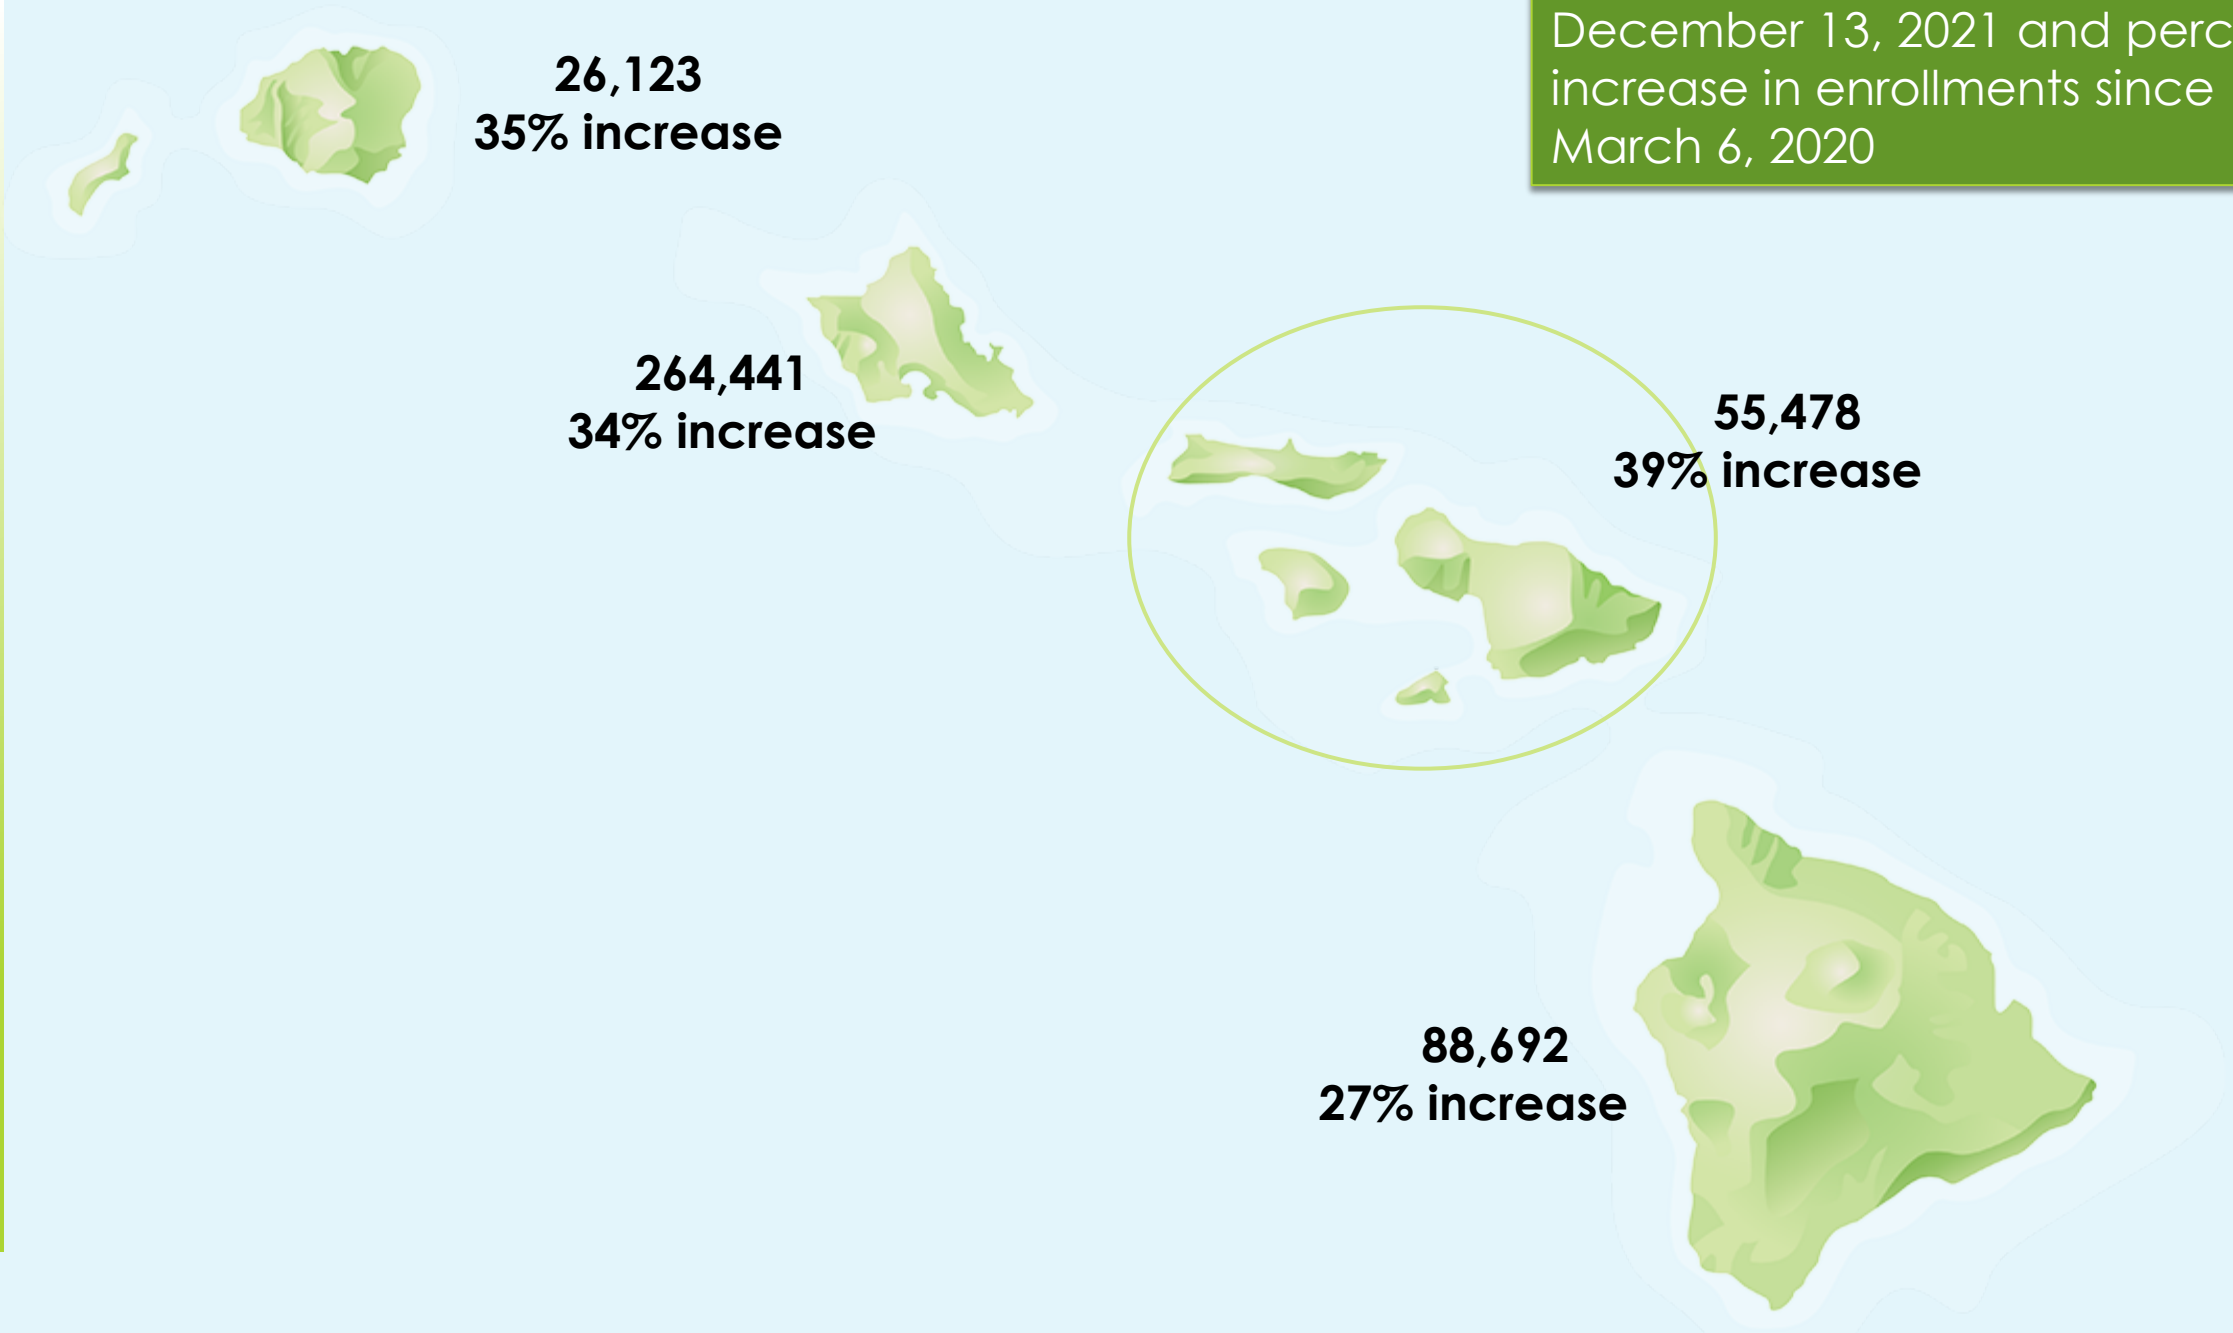 December 13, 2021 and perc
increase in enrollments since
March 6, 2020
26,123
35% increase
264,441
34% increase
55,478
39% increase
88,692
27% increase